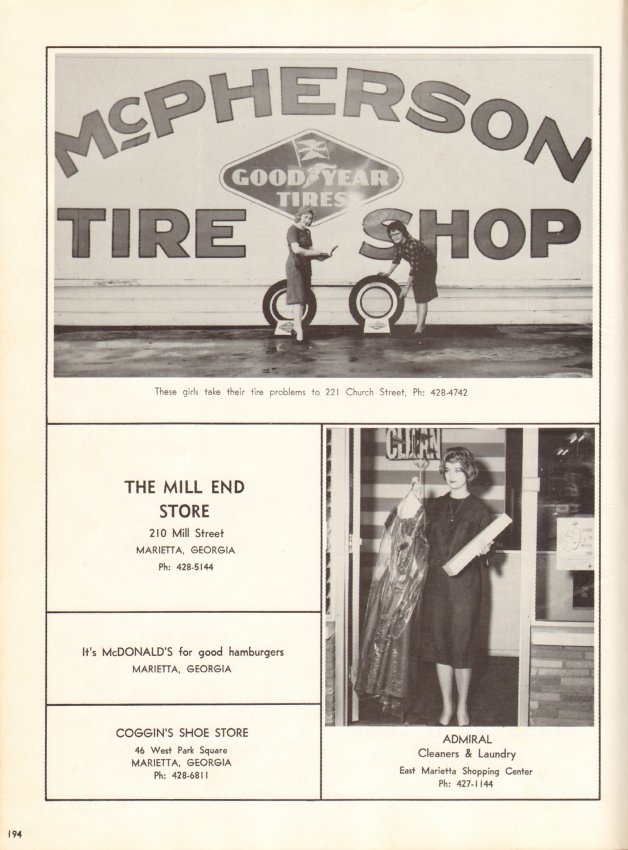 McPHERSON
GOODYEAR
TIRES
TIRE SHOP
These girls take their tire problems to 221 Church Street, Ph: 428-4742
THE MILL END
STORE
210 Mill Street
MARIETTA, GEORGIA
Ph: 428-5144
It's McDONALD'S for good hamburgers
MARIETTA, GEORGIA
COGGIN'S SHOE STORE
46 West Park Square
MARIETTA, GEORGIA
Ph: 428-6811
CLEAN
ADMIRAL
Cleaners & Laundry
East Marietta Shopping Center
Ph: 427-1144
194